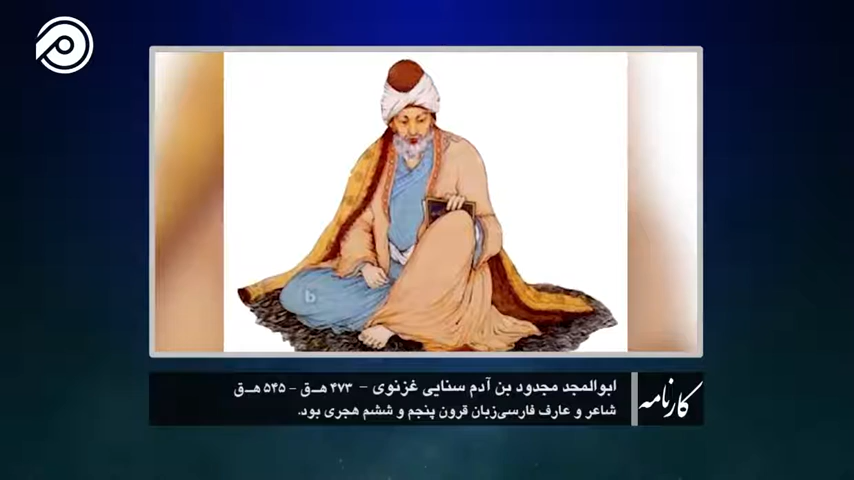 ابوالمجد مجدود بن آدم سنایی غزنوی - ۴۷۳ هـ‌ق - ۵۴۵ هـ‌ق
شاعر و عارف فارسی‌زبان قرون پنجم و ششم هجری بود.
کارنامه